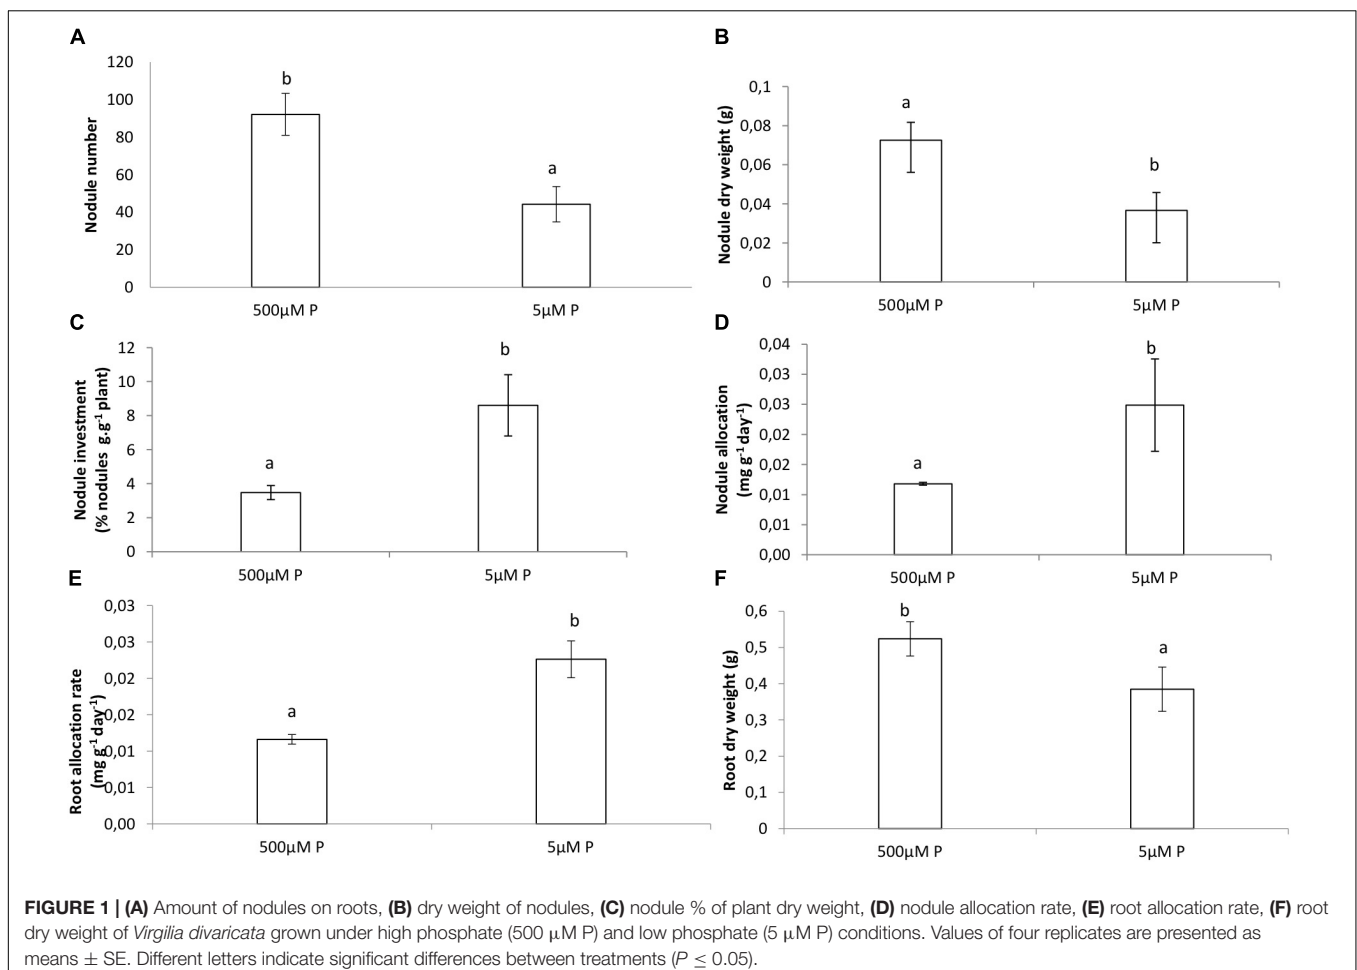 A
Nodule number
120
100
80
60
40
20
0
b
a
500µM P
5µM P
B
Nodule dry weight (g)
0,1
0,08
0,06
0,04
0,02
0
a
b
500µM P
5µM P
C
Nodule investment
(% nodules g.g⁻¹ plant)
12
10
8
6
4
2
0
a
b
500µM P
5µM P
D
Nodule allocation
(mg g⁻¹ day⁻¹)
0,04
0,03
0,03
0,02
0,02
0,01
0,01
0,00
a
b
500µM P
5µM P
E
Root allocation rate
(mg g⁻¹ day⁻¹)
0,03
0,03
0,02
0,02
0,01
0,01
0,00
a
b
500µM P
5µM P
F
Root dry weight (g)
0,6
0,5
0,4
0,3
0,2
0,1
0
b
a
500µM P
5µM P
FIGURE 1 | (A) Amount of nodules on roots, (B) dry weight of nodules, (C) nodule % of plant dry weight, (D) nodule allocation rate, (E) root allocation rate, (F) root
dry weight of Virgilia divaricata grown under high phosphate (500 µM P) and low phosphate (5 µM P) conditions. Values of four replicates are presented as
means ± SE. Different letters indicate significant differences between treatments (P ≤ 0.05).